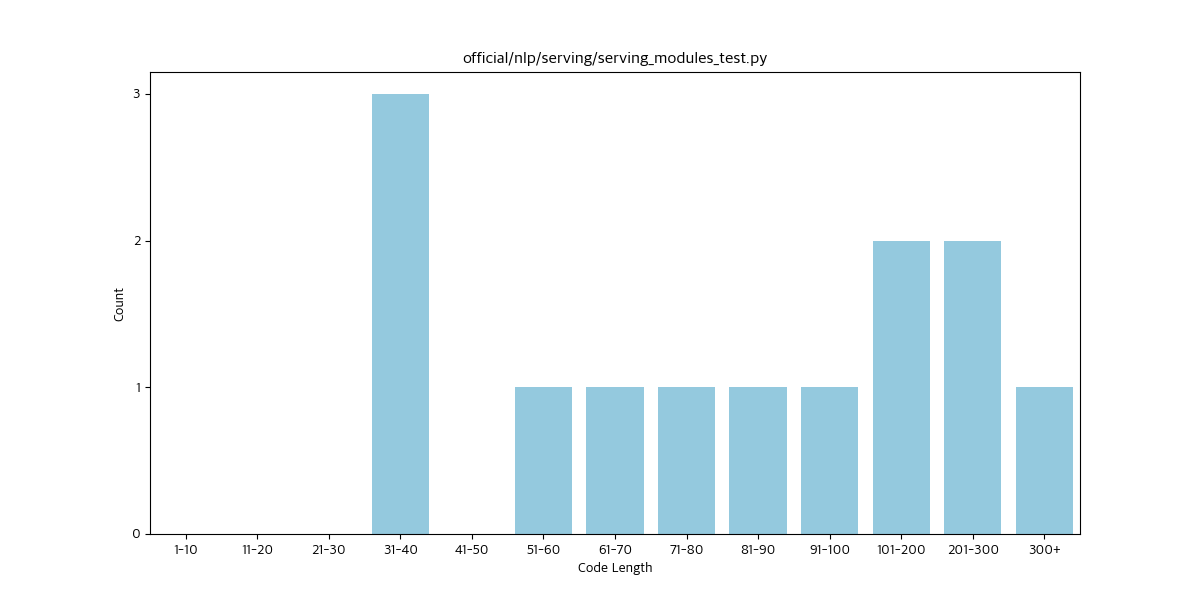 official/nlp/serving/serving_modules_test.py
3
2
1
0
Count
1-10 11-20 21-30 31-40 41-50 51-60 61-70 71-80 81-90 91-100 101-200 201-300 300+
Code Length